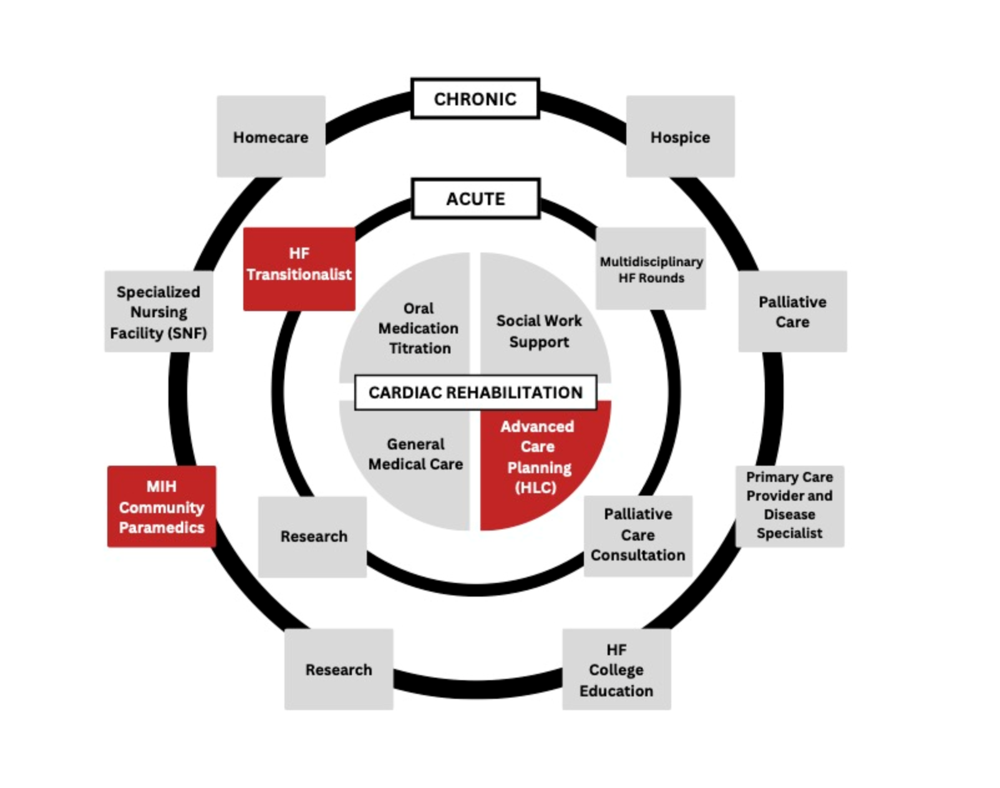 CHRONIC
Homecare
Hospice
ACUTE
HF
Transitionalist
Multidisciplinary
HF Rounds
Specialized
Nursing
Facility (SNF)
Oral
Medication
Titration
Social Work
Support
Palliative
Care
CARDIAC REHABILITATION
General
Medical Care
Advanced
Care
Planning
(HLC)
MIH
Community
Paramedics
Primary Care
Provider and
Disease
Specialist
Research
Palliative
Care
Consultation
Research
HF
College
Education